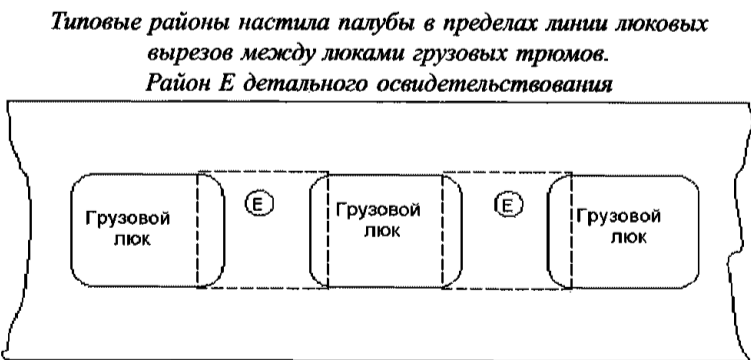 Типовые районы настила палубы в пределах линии люковых
вырезов между люками грузовых трюмов.
Район Е детального освидетельствования
Грузовой
люк
Е
Грузовой
люк
Е
Грузовой
люк